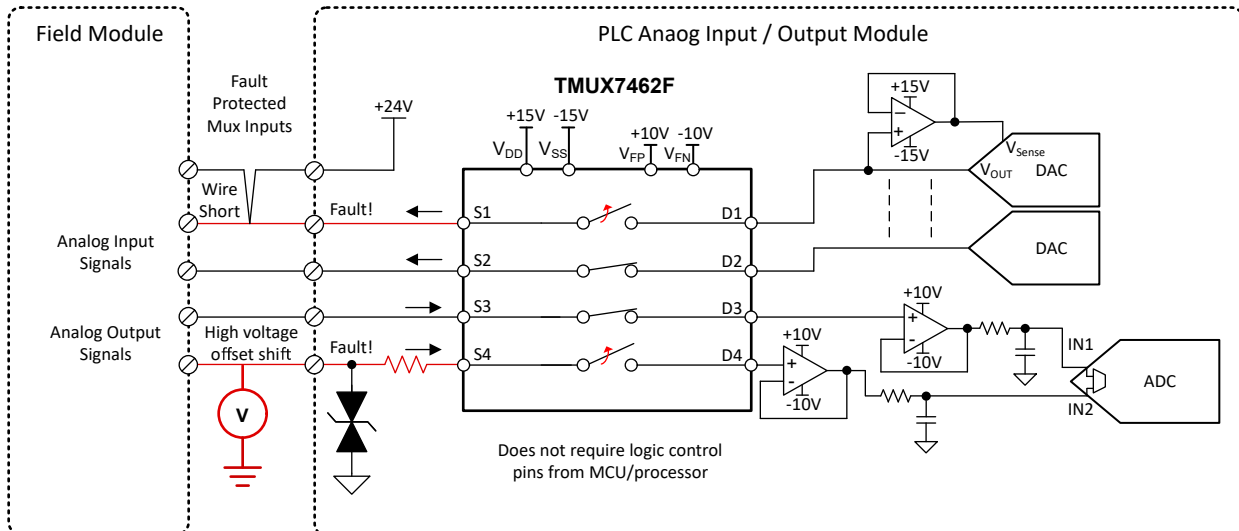 Field Module
PLC Anaog Input / Output Module
Fault
Protected
Mux Inputs
+24V
TMUX7462F
+15V
-15V
+10V
-10V
VDD
VSS
VFP
VFN
+15V
-
+
-15V
VSense
VOUT
DAC
Wire
Short
Fault!
S1
D1
Analog Input
Signals
S2
D2
DAC
S3
D3
+10V
+
-
-10V
Analog Output
Signals
High voltage
offset shift
Fault!
S4
D4
+10V
+
-
-10V
IN1
IN2
ADC
V
Does not require logic control
pins from MCU/processor